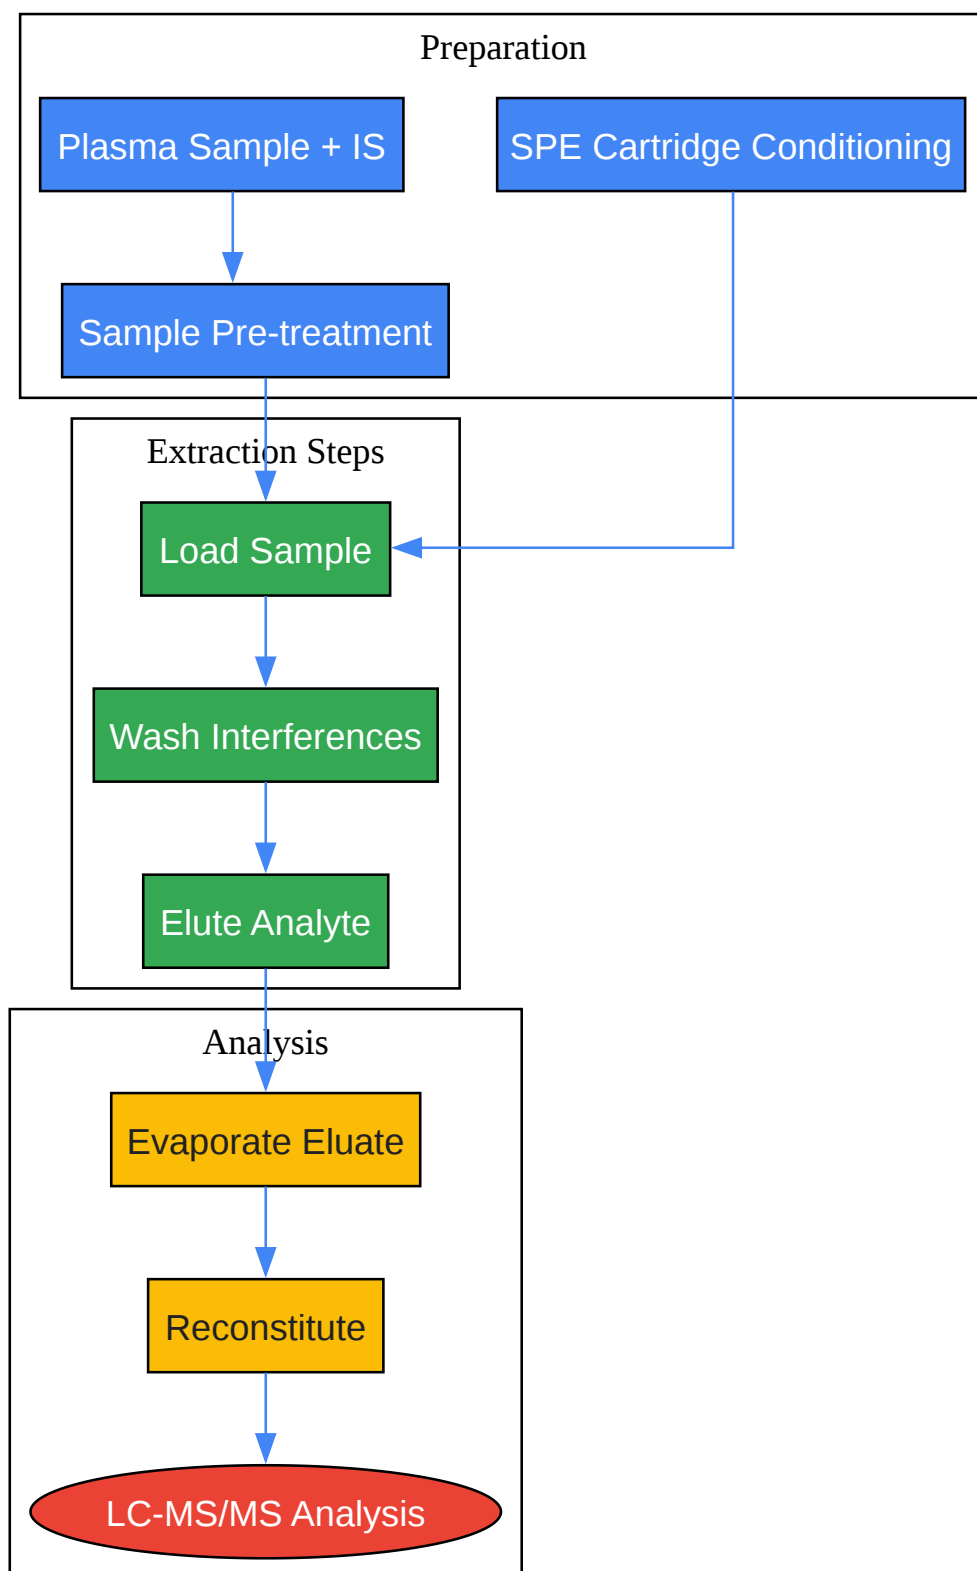 Preparation
Plasma Sample + IS
SPE Cartridge Conditioning
Sample Pre-treatment
Extraction Steps
Load Sample
Wash Interferences
Elute Analyte
Analysis
Evaporate Eluate
Reconstitute
LC-MS/MS Analysis